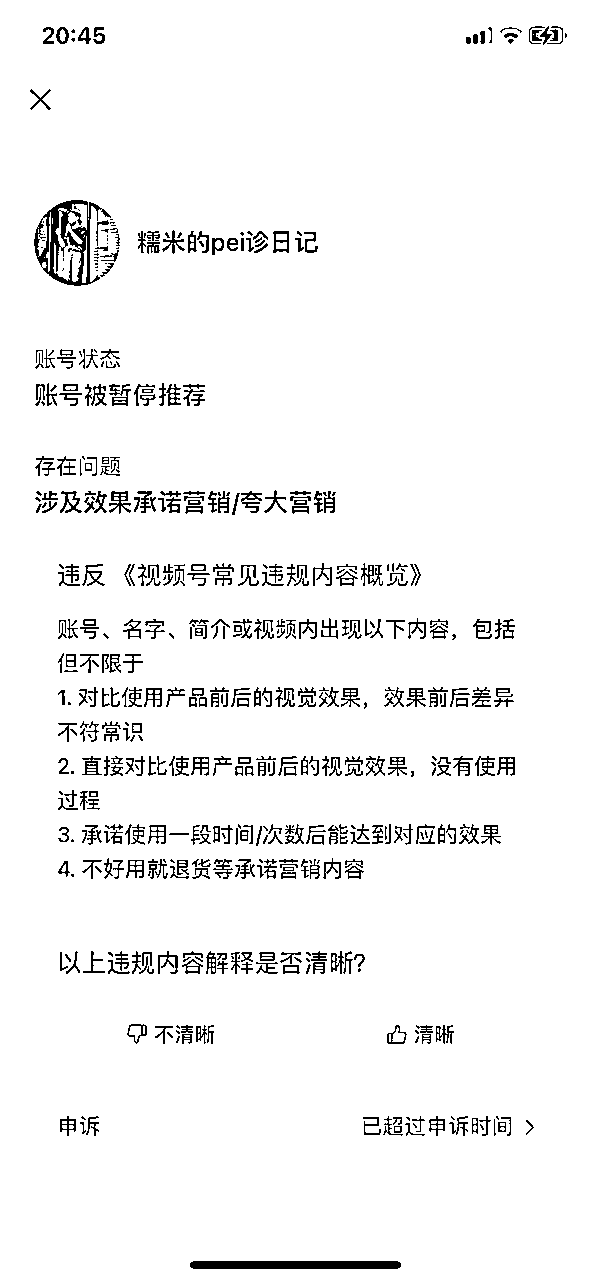 20:45
糯米的pei诊日记
账号状态
账号被暂停推荐
存在问题
涉及效果承诺营销/夸大营销
违反《视频号常见违规内容概览》
账号、名字、简介或视频内出现以下内容，包括
但不限于
1. 对比使用产品前后的视觉效果，效果前后差异
不符常识
2. 直接对比使用产品前后的视觉效果，没有使用
过程
3. 承诺使用一段时间/次数后能达到对应的效果
4. 不好用就退货等承诺营销内容
以上违规内容解释是否清晰?
不清晰 清晰
申诉 已超过申诉时间